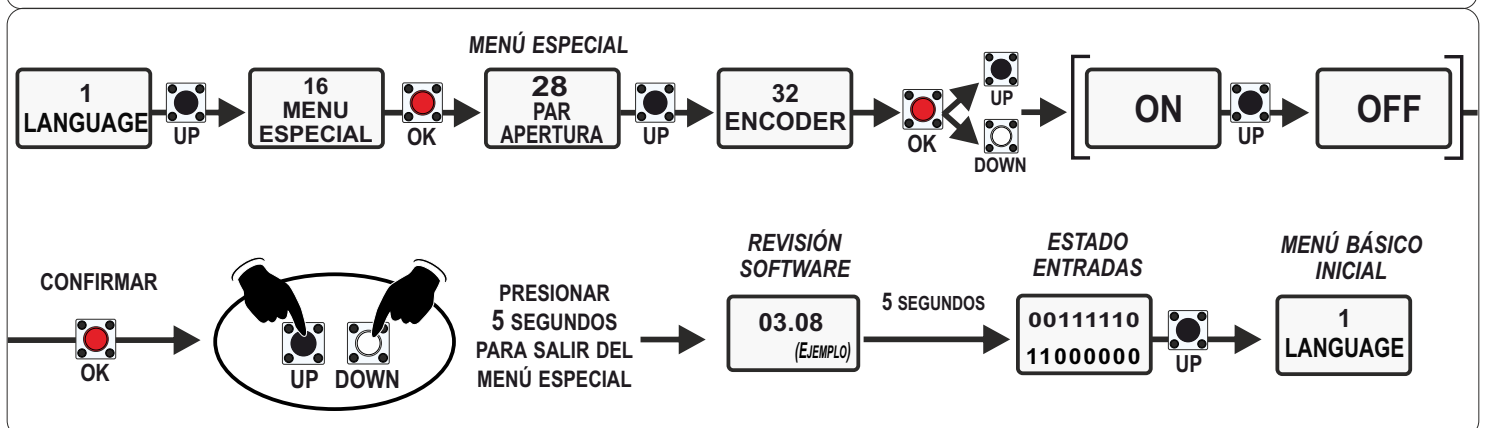 MENÚ ESPECIAL
1
LANGUAGE
UP
16
MENU
ESPECIAL
OK
28
PAR
APERTURA
UP
32
ENCODER
OK
UP
DOWN
ON
UP
OFF
CONFIRMAR
OK
UP DOWN
PRESIONAR
5 SEGUNDOS
PARA SALIR DEL
MENÚ ESPECIAL
REVISIÓN
SOFTWARE
03.08
(EJEMPLO)
5 SEGUNDOS
ESTADO
ENTRADAS
00111110
11000000
UP
MENÚ BÁSICO
INICIAL
1
LANGUAGE